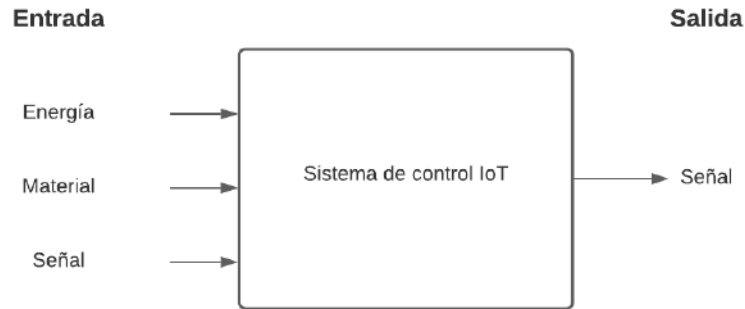 Entrada
Salida
Energía
Material
Sistema de control IoT
Señal
Señal